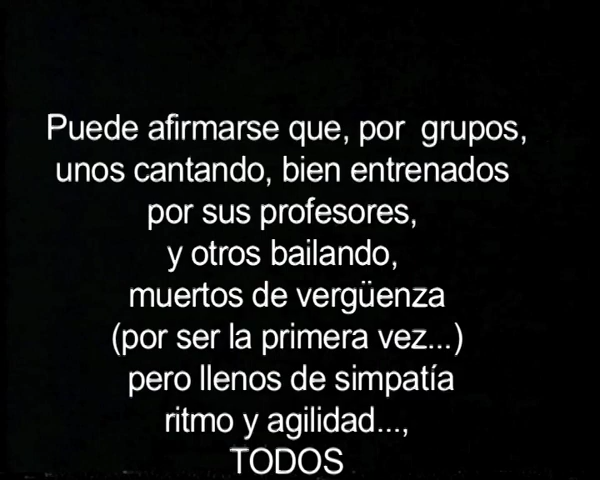 Puede afirmarse que, por grupos,
unos cantando, bien entrenados
por sus profesores,
y otros bailando,
muertos de vergüenza
(por ser la primera vez...)
pero llenos de simpatía
ritmo y agilidad...,
TODOS